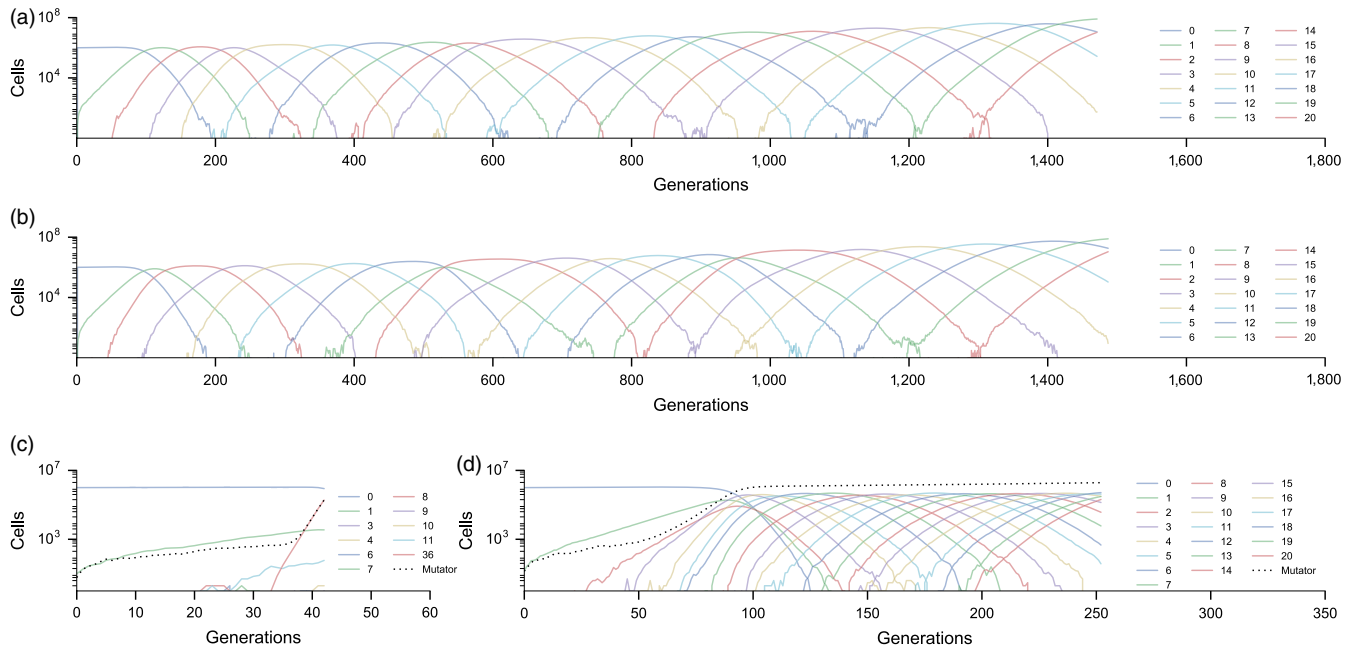 (a)
10^8
10^4
Cells
0 200 400 600 800 1,000 1,200 1,400 1,600 1,800
Generations
0 7 14
1 8 15
2 9 16
3 10 17
4 11 18
5 12 19
6 13 20
(b)
10^8
10^4
Cells
0 200 400 600 800 1,000 1,200 1,400 1,600 1,800
Generations
0 7 14
1 8 15
2 9 16
3 10 17
4 11 18
5 12 19
6 13 20
(c)
10^7
10^3
Cells
0 10 20 30 40 50 60
Generations
0 8
1 9
3 10
4 11
6 36
7 Mutator
(d)
10^7
10^3
Cells
0 50 100 150 200 250 300 350
Generations
0 8 15
1 9 16
2 10 17
3 11 18
4 12 19
5 13 20
6 14 Mutator
7